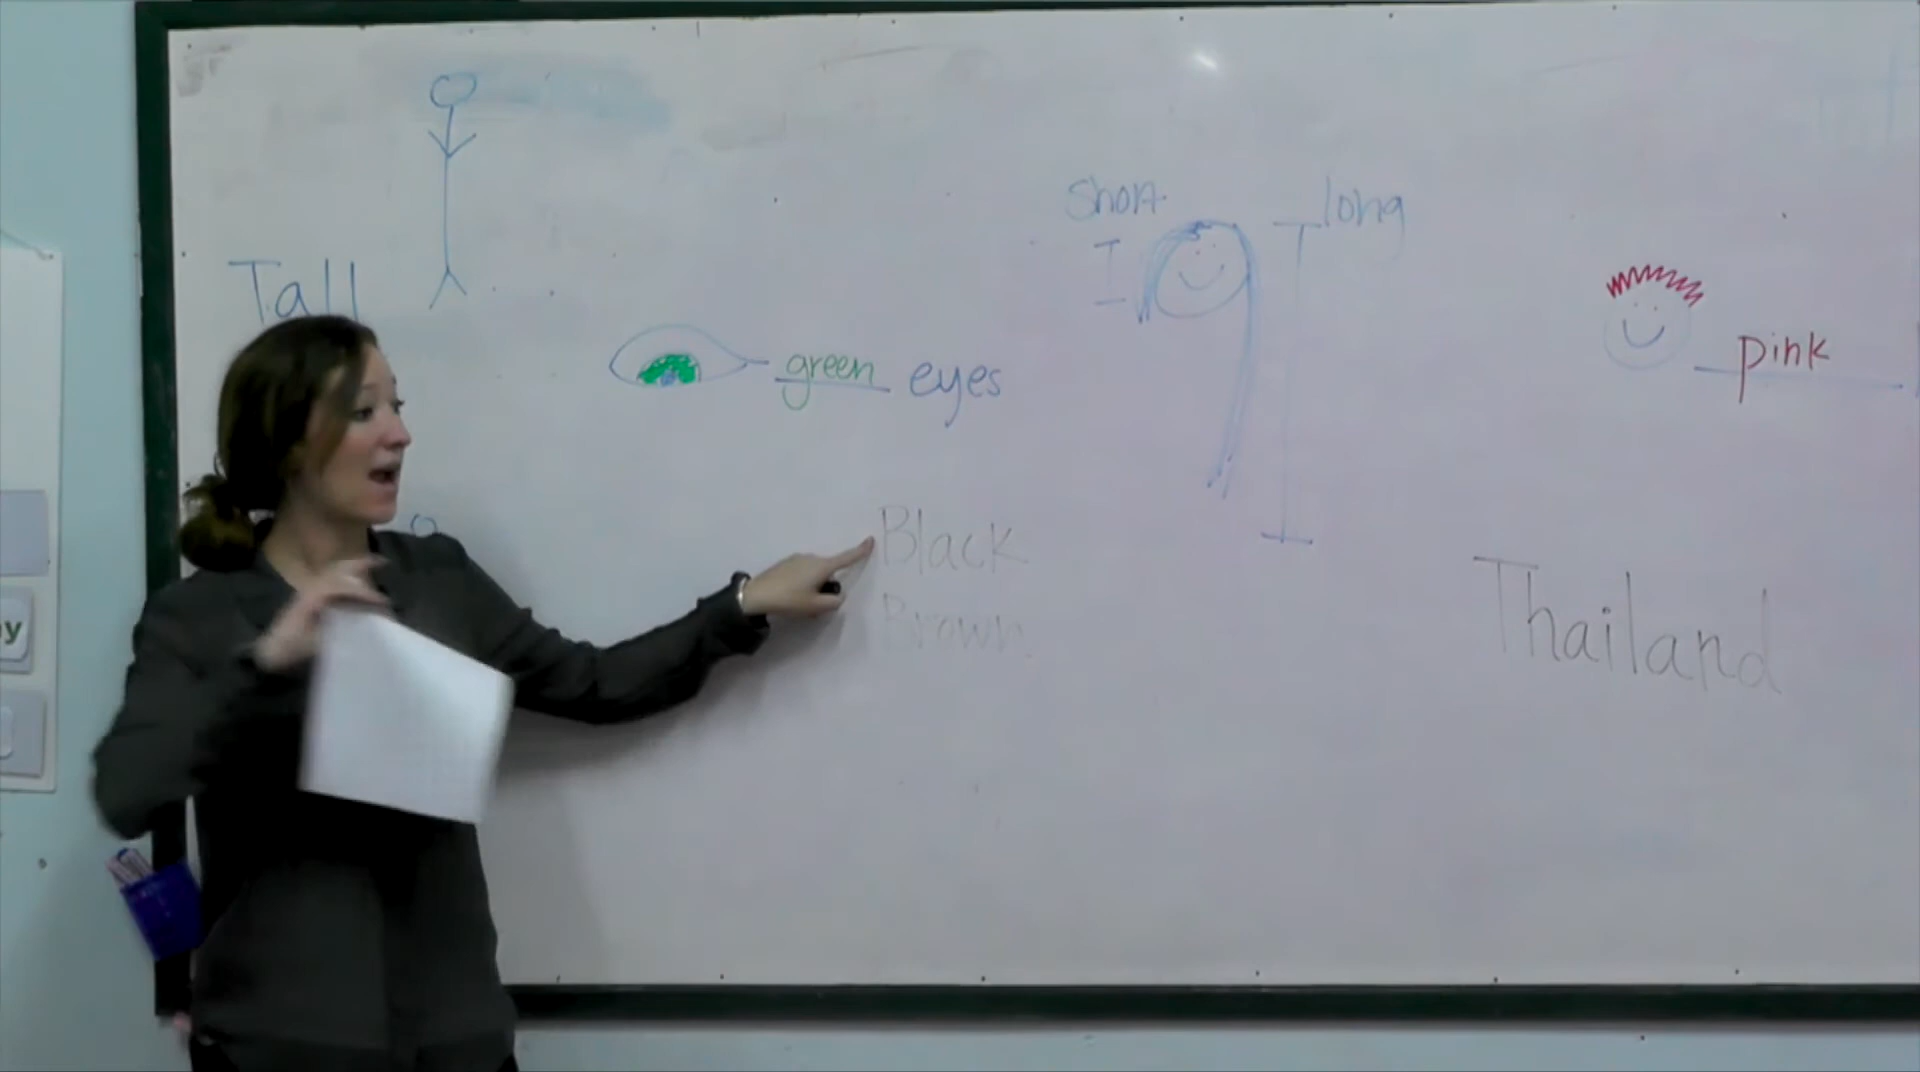 Tall
green eyes
short
long
pink
Black
Brown
Thailand
y